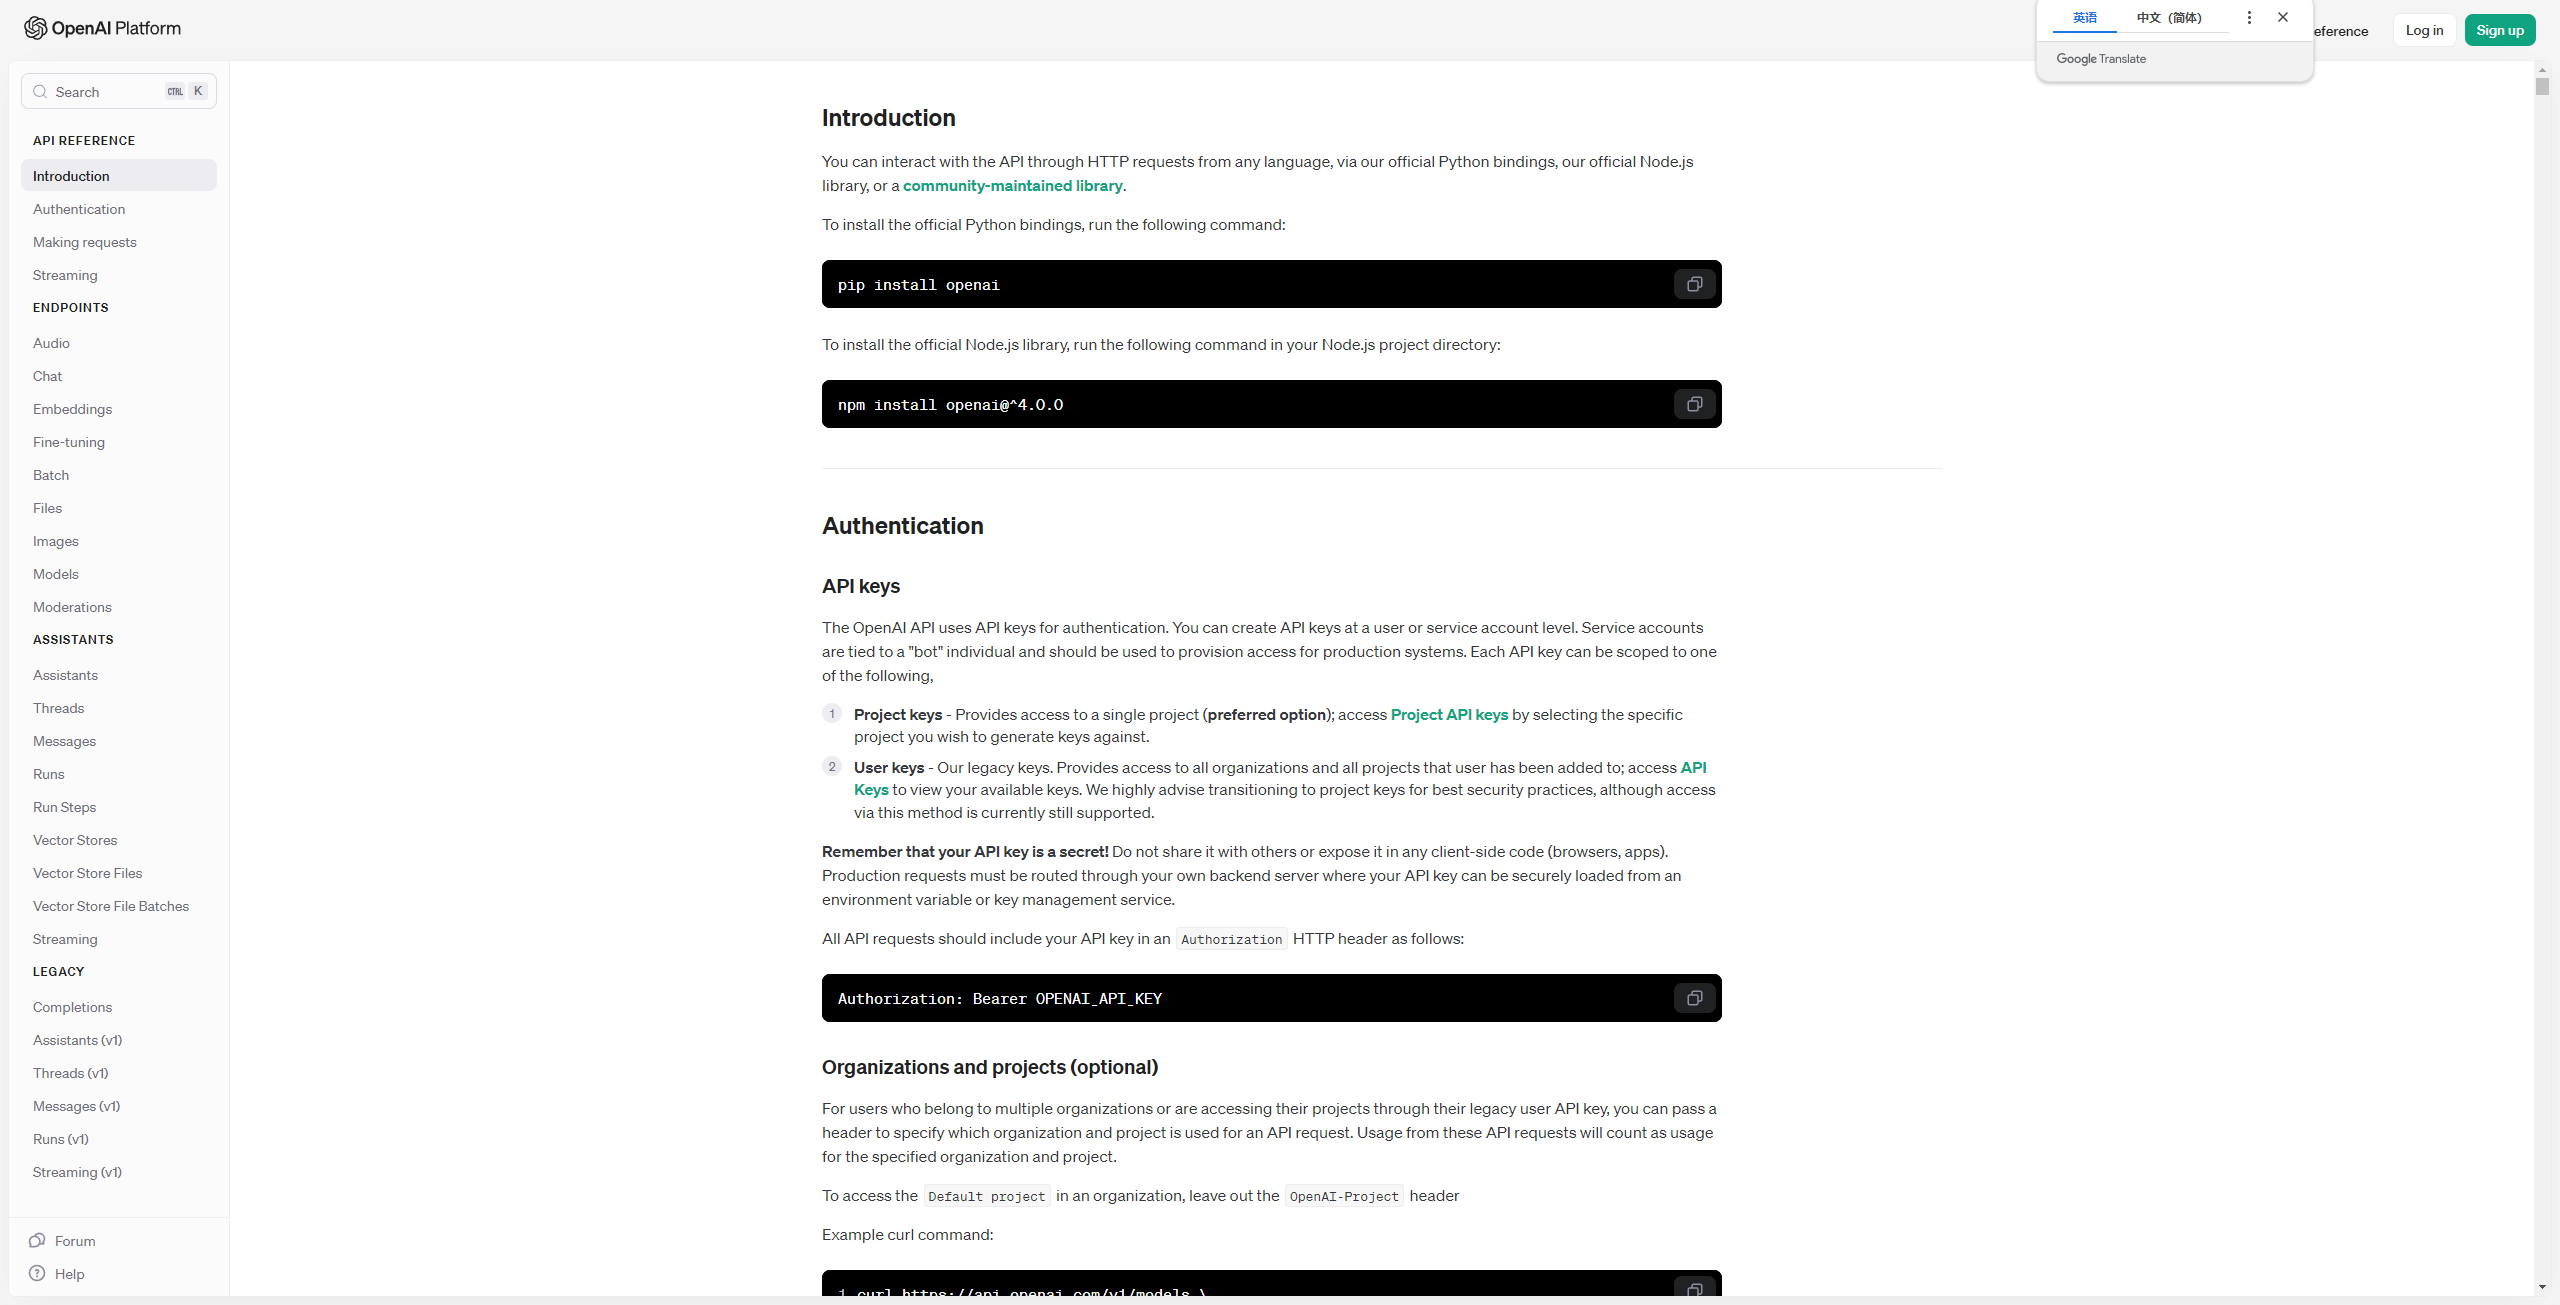 OpenAI Platform
英语
中文（简体）
Google Translate
eference
Log in
Sign up
Search
CTRL
K
API REFERENCE
Introduction
Authentication
Making requests
Streaming
ENDPOINTS
Audio
Chat
Embeddings
Fine-tuning
Batch
Files
Images
Models
Moderations
ASSISTANTS
Assistants
Threads
Messages
Runs
Run Steps
Vector Stores
Vector Store Files
Vector Store File Batches
Streaming
LEGACY
Completions
Assistants (v1)
Threads (v1)
Messages (v1)
Runs (v1)
Streaming (v1)
Forum
Help
Introduction
You can interact with the API through HTTP requests from any language, via our official Python bindings, our official Node.js
library, or a community-maintained library.
To install the official Python bindings, run the following command:
pip install openai
To install the official Node.js library, run the following command in your Node.js project directory:
npm install openai@^4.0.0
Authentication
API keys
The OpenAI API uses API keys for authentication. You can create API keys at a user or service account level. Service accounts
are tied to a "bot" individual and should be used to provision access for production systems. Each API key can be scoped to one
of the following,
1 Project keys - Provides access to a single project (preferred option); access Project API keys by selecting the specific
project you wish to generate keys against.
2 User keys - Our legacy keys. Provides access to all organizations and all projects that user has been added to; access API
Keys to view your available keys. We highly advise transitioning to project keys for best security practices, although access
via this method is currently still supported.
Remember that your API key is a secret! Do not share it with others or expose it in any client-side code (browsers, apps).
Production requests must be routed through your own backend server where your API key can be securely loaded from an
environment variable or key management service.
All API requests should include your API key in an Authorization HTTP header as follows:
Authorization: Bearer OPENAI_API_KEY
Organizations and projects (optional)
For users who belong to multiple organizations or are accessing their projects through their legacy user API key, you can pass a
header to specify which organization and project is used for an API request. Usage from these API requests will count as usage
for the specified organization and project.
To access the Default project in an organization, leave out the OpenAI-Project header
Example curl command:
1 curl https://api.openai.com/v1/models \